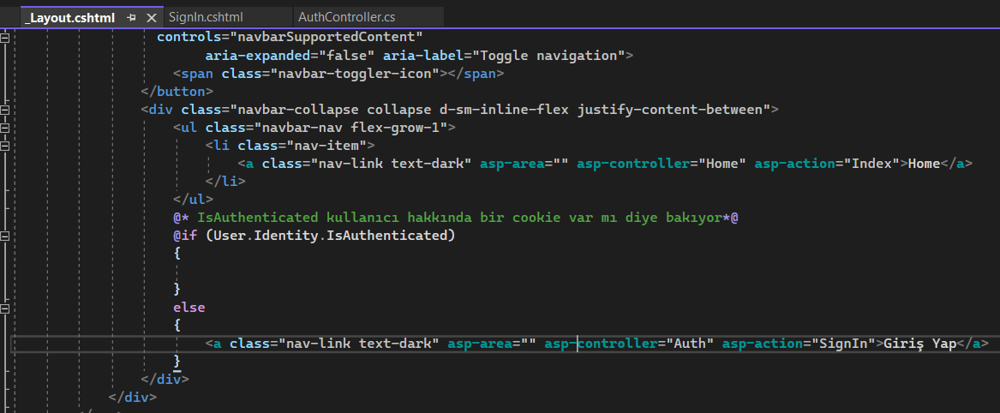 _Layout.cshtml SignIn.cshtml AuthController.cs
controls="navbarSupportedContent"
aria-expanded="false" aria-label="Toggle navigation">
<span class="navbar-toggler-icon"></span>
</button>
<div class="navbar-collapse collapse d-sm-inline-flex justify-content-between">
<ul class="navbar-nav flex-grow-1">
<li class="nav-item">
<a class="nav-link text-dark" asp-area="" asp-controller="Home" asp-action="Index">Home</a>
</li>
</ul>
@* IsAuthenticated kullanıcı hakkında bir cookie var mı diye bakıyor*@
@if (User.Identity.IsAuthenticated)
{
}
else
{
<a class="nav-link text-dark" asp-area="" asp-controller="Auth" asp-action="SignIn">Giriş Yap</a>
}
</div>
</div>